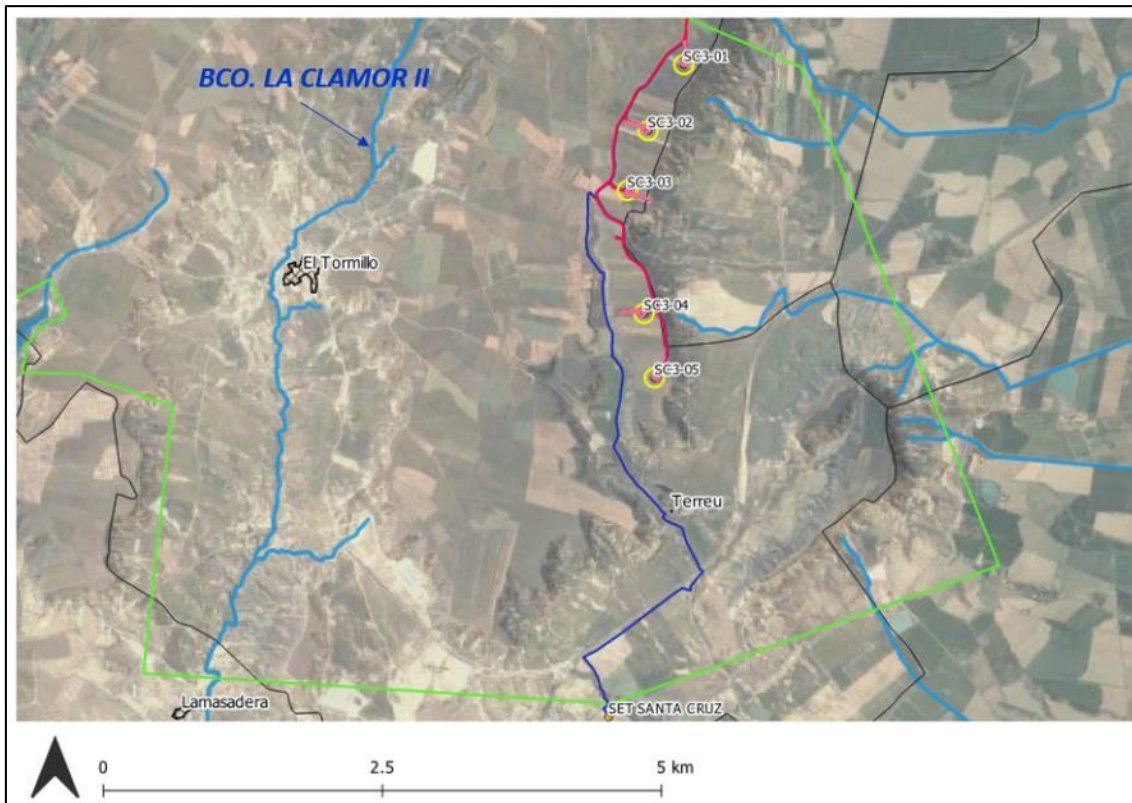 SC3-01
BCO. LA CLAMOR II
SC3-02
SC3-03
El Tormillo
SC3-04
SC3-05
Terreu
Lamasadera
SET SANTA CRUZ
0
2.5
5 km